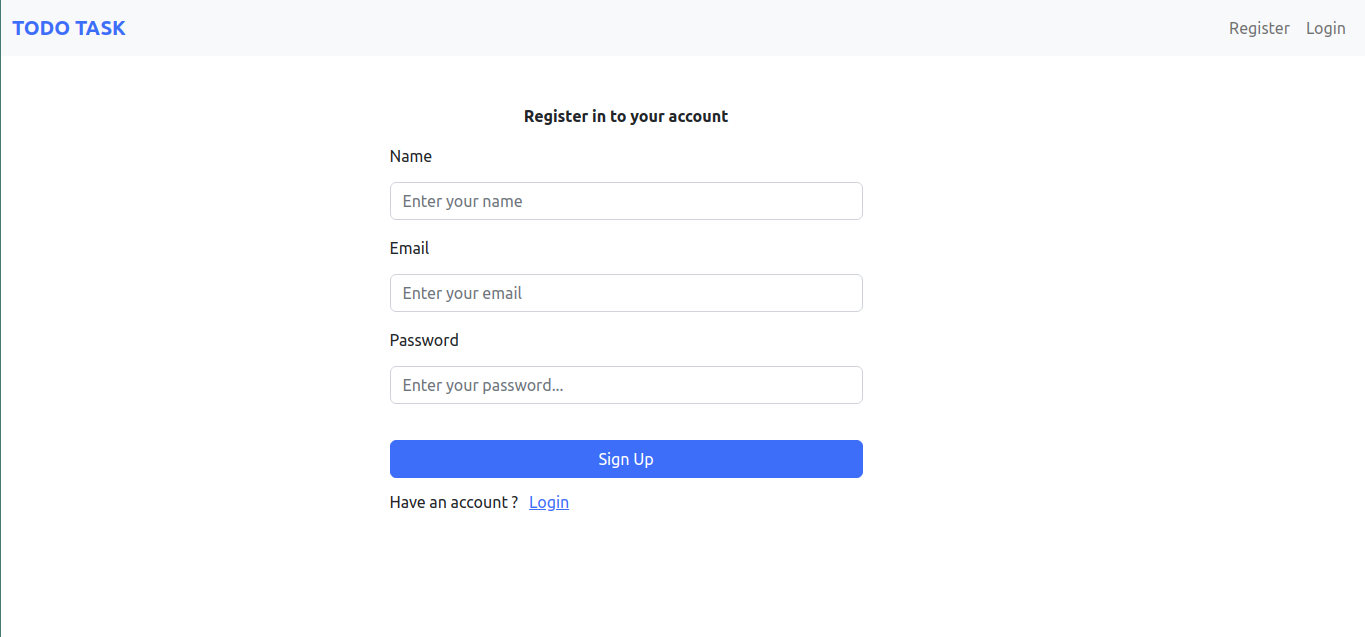 TODO TASK
Register Login
Register in to your account
Name
Enter your name
Email
Enter your email
Password
Enter your password...
Sign Up
Have an account ? Login